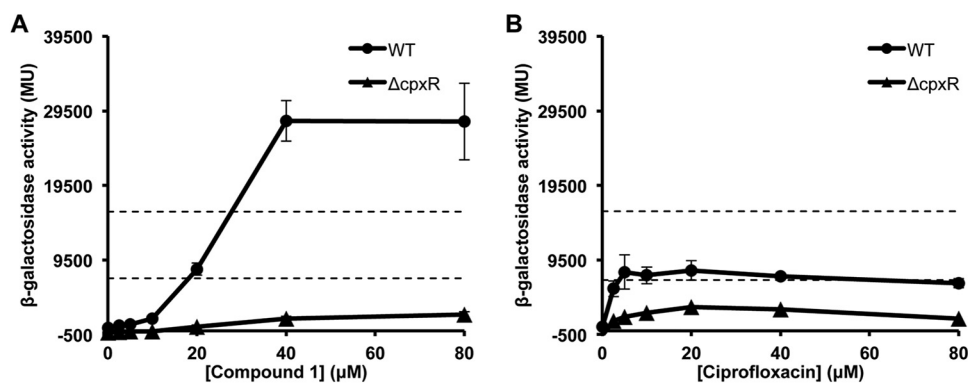 A
β-galactosidase activity (MU)
39500
29500
19500
9500
-500
WT
ΔcpxR
0
20
40
60
80
[Compound 1] (μM)
B
β-galactosidase activity (MU)
39500
29500
19500
9500
-500
WT
ΔcpxR
0
20
40
60
80
[Ciprofloxacin] (μM)